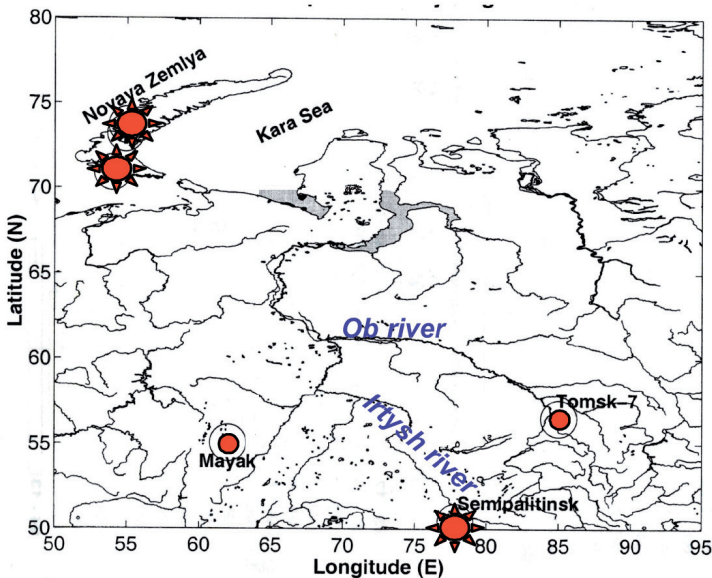 80
75
70
65
60
55
50
Latitude (N)
Novaya Zemlya
Kara Sea
Ob river
Irtysh river
Tomsk–7
Mayak
Semipalitinsk
50 55 60 65 70 75 80 85 90 95
Longitude (E)